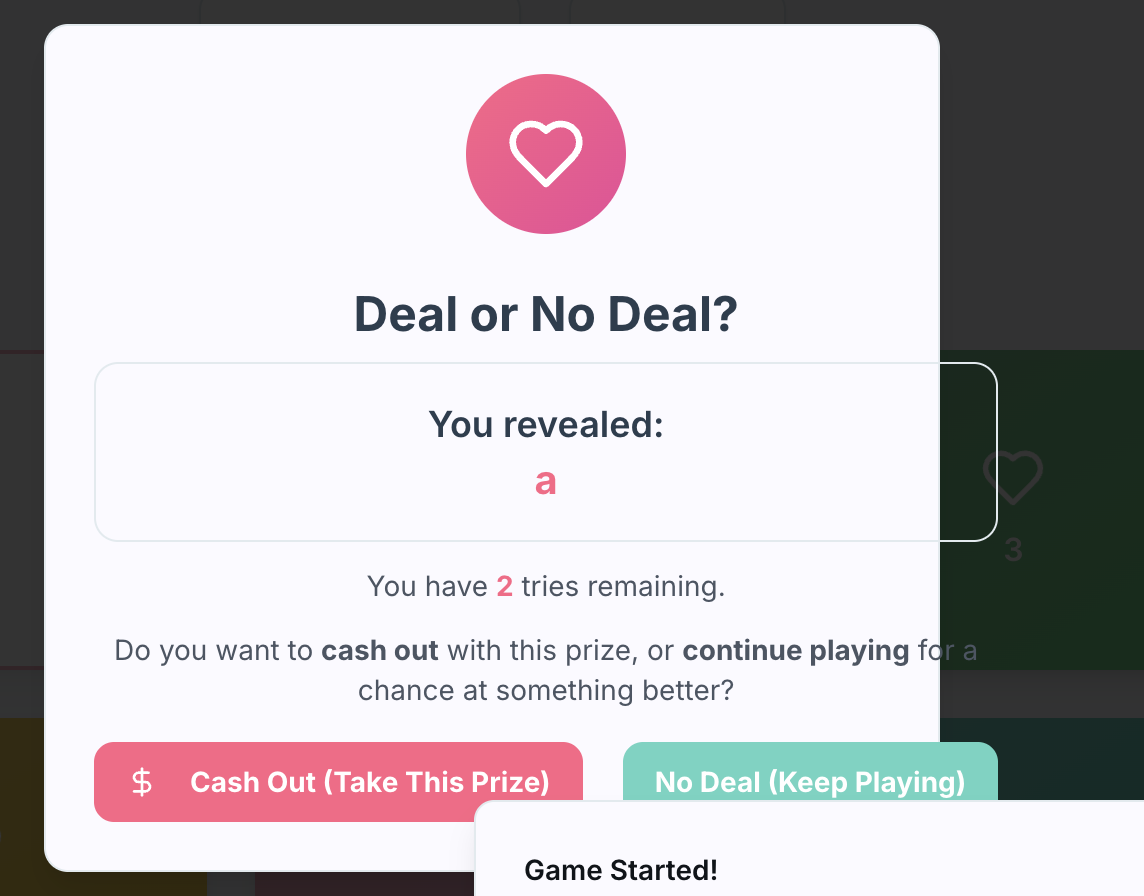 Deal or No Deal?
You revealed:
a
3
You have 2 tries remaining.
Do you want to cash out with this prize, or continue playing for a
chance at something better?
$ Cash Out (Take This Prize)
No Deal (Keep Playing)
Game Started!